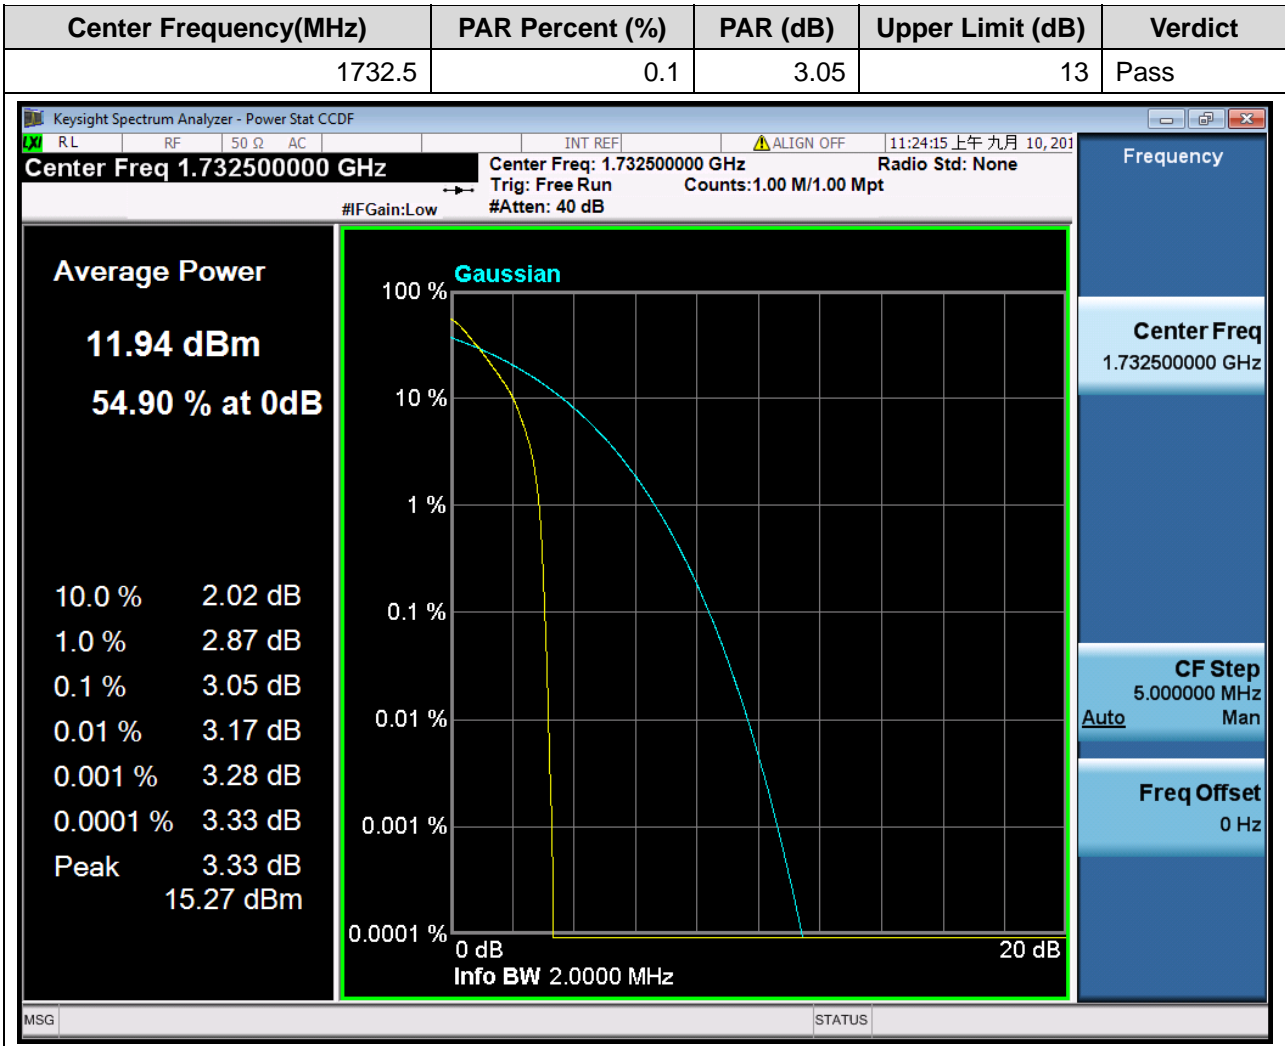 Center Frequency(MHz) PAR Percent (%) PAR (dB) Upper Limit (dB) Verdict
1732.5 0.1 3.05 13 Pass
Keysight Spectrum Analyzer - Power Stat CCDF
LXI RL RF 50 Ω AC INT REF ALIGN OFF 11:24:15 上午 九月 10, 201
Center Freq 1.732500000 GHz
Center Freq: 1.732500000 GHz Radio Std: None
Trig: Free Run Counts:1.00 M/1.00 Mpt
#IFGain:Low #Atten: 40 dB
Frequency
Average Power
11.94 dBm
54.90 % at 0dB
10.0 % 2.02 dB
1.0 % 2.87 dB
0.1 % 3.05 dB
0.01 % 3.17 dB
0.001 % 3.28 dB
0.0001 % 3.33 dB
Peak 3.33 dB
15.27 dBm
Gaussian
100 %
10 %
1 %
0.1 %
0.01 %
0.001 %
0.0001 %
0 dB 20 dB
Info BW 2.0000 MHz
Center Freq
1.732500000 GHz
CF Step
5.000000 MHz
Auto Man
Freq Offset
0 Hz
MSG STATUS